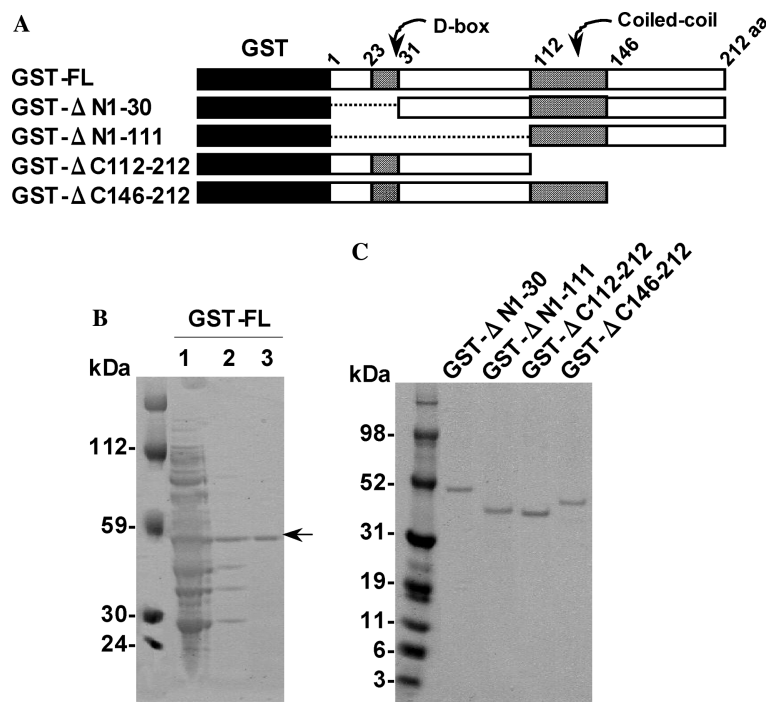 A
GST
1
23
31
D-box
112
Coiled-coil
146
212 aa
GST-FL
GST-Δ N1-30
GST-Δ N1-111
GST-Δ C112-212
GST-Δ C146-212
B
GST-FL
kDa
1 2 3
112-
59-
30-
24-
C
GST-Δ N1-30
GST-Δ N1-111
GST-Δ C112-212
GST-Δ C146-212
kDa
98-
52-
31-
19-
11-
6-
3-